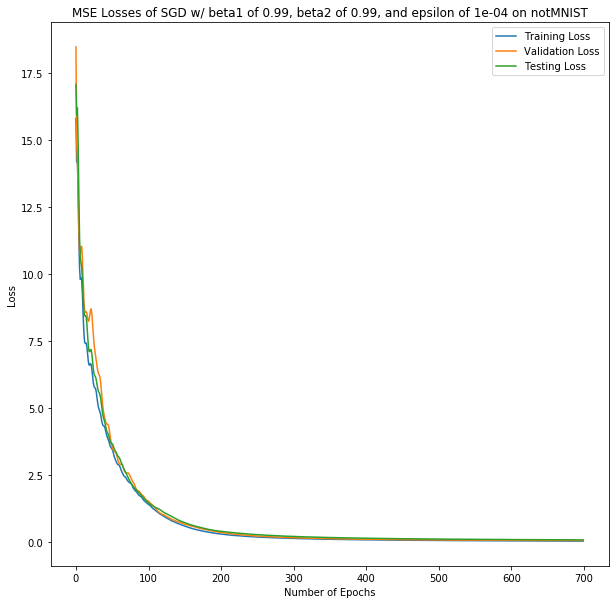 MSE Losses of SGD w/ beta1 of 0.99, beta2 of 0.99, and epsilon of 1e-04 on notMNIST
Training Loss
Validation Loss
Testing Loss
17.5
15.0
12.5
10.0
7.5
5.0
2.5
0.0
Loss
0 100 200 300 400 500 600 700
Number of Epochs